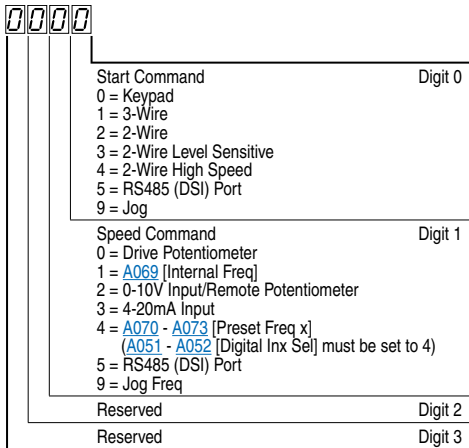 0000
Start Command Digit 0
0 = Keypad
1 = 3-Wire
2 = 2-Wire
3 = 2-Wire Level Sensitive
4 = 2-Wire High Speed
5 = RS485 (DSI) Port
9 = Jog
Speed Command Digit 1
0 = Drive Potentiometer
1 = A069 [Internal Freq]
2 = 0-10V Input/Remote Potentiometer
3 = 4-20mA Input
4 = A070 - A073 [Preset Freq x]
(A051 - A052 [Digital Inx Sel] must be set to 4)
5 = RS485 (DSI) Port
9 = Jog Freq
Reserved Digit 2
Reserved Digit 3